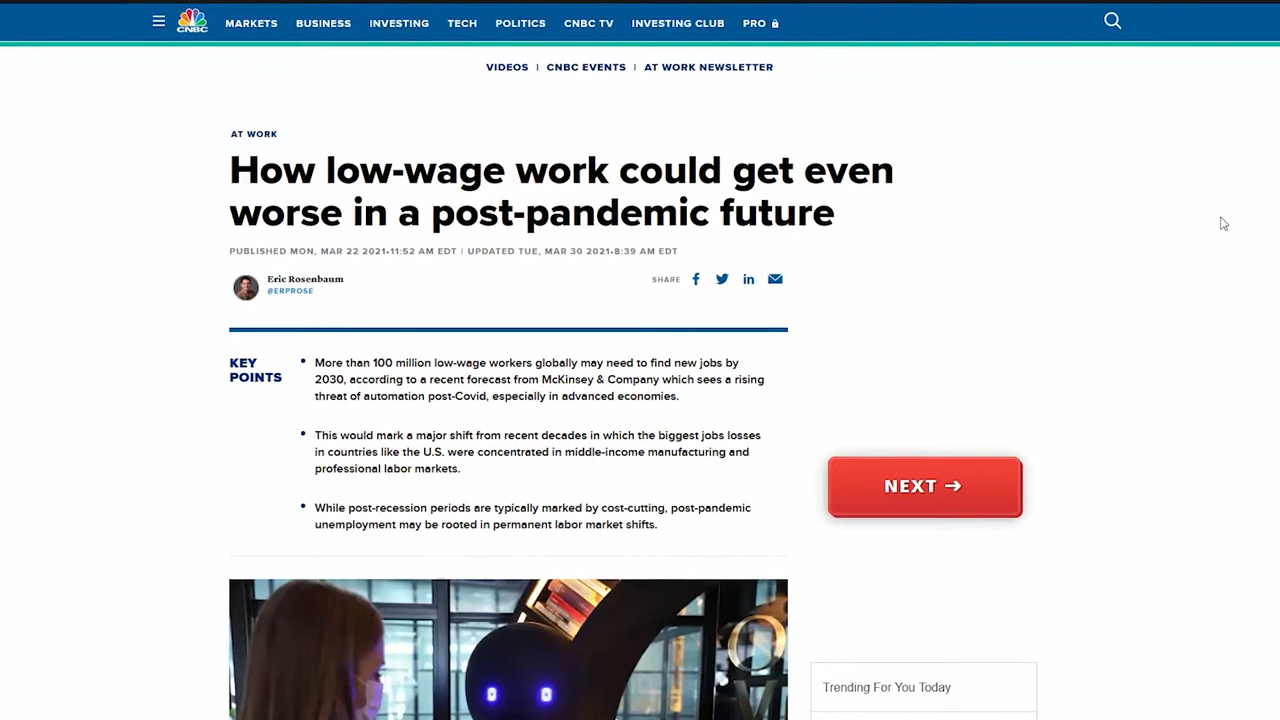 CNBC
MARKETS BUSINESS INVESTING TECH POLITICS CNBC TV INVESTING CLUB PRO
VIDEOS | CNBC EVENTS | AT WORK NEWSLETTER
AT WORK
How low-wage work could get even
worse in a post-pandemic future
PUBLISHED MON, MAR 22 2021•11:52 AM EDT | UPDATED TUE, MAR 30 2021•8:39 AM EDT
Eric Rosenbaum
@ERPROSE
SHARE
KEY
POINTS
• More than 100 million low-wage workers globally may need to find new jobs by
2030, according to a recent forecast from McKinsey & Company which sees a rising
threat of automation post-Covid, especially in advanced economies.
• This would mark a major shift from recent decades in which the biggest jobs losses
in countries like the U.S. were concentrated in middle-income manufacturing and
professional labor markets.
• While post-recession periods are typically marked by cost-cutting, post-pandemic
unemployment may be rooted in permanent labor market shifts.
NEXT →
Trending For You Today